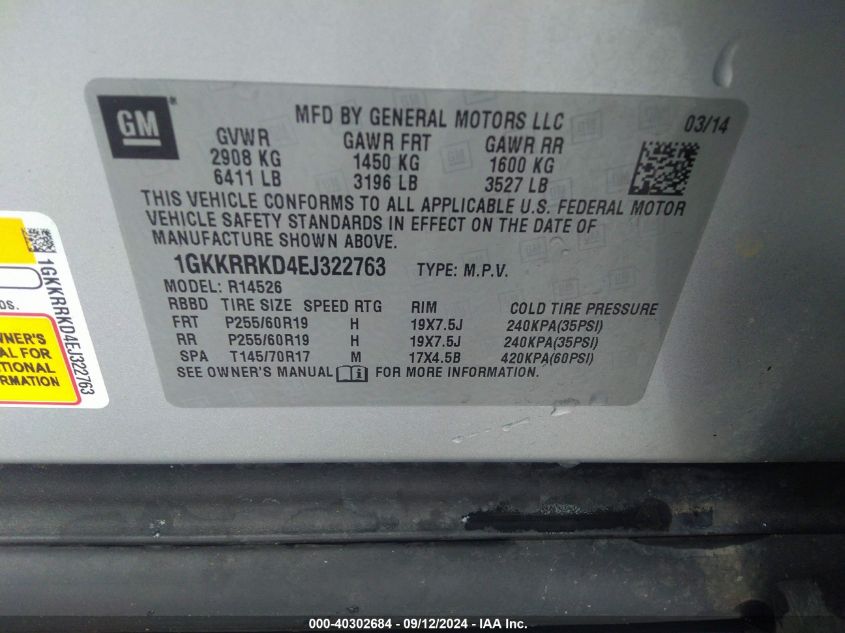 GM
MFD BY GENERAL MOTORS LLC
03/14
GVWR GAWR FRT GAWR RR
2908 KG 1450 KG 1600 KG
6411 LB 3196 LB 3527 LB
THIS VEHICLE CONFORMS TO ALL APPLICABLE U.S. FEDERAL MOTOR
VEHICLE SAFETY STANDARDS IN EFFECT ON THE DATE OF
MANUFACTURE SHOWN ABOVE.
1GKKRRKD4EJ322763 TYPE: M.P.V.
MODEL: R14526
RBBD TIRE SIZE SPEED RTG RIM COLD TIRE PRESSURE
FRT P255/60R19 H 19X7.5J 240KPA(35PSI)
RR P255/60R19 H 19X7.5J 240KPA(35PSI)
SPA T145/70R17 M 17X4.5B 420KPA(60PSI)
SEE OWNER'S MANUAL i FOR MORE INFORMATION.
1GKKRRKD4EJ322763
OWNER'S
FOR
000-40302684 - 09/12/2024 - IAA Inc.